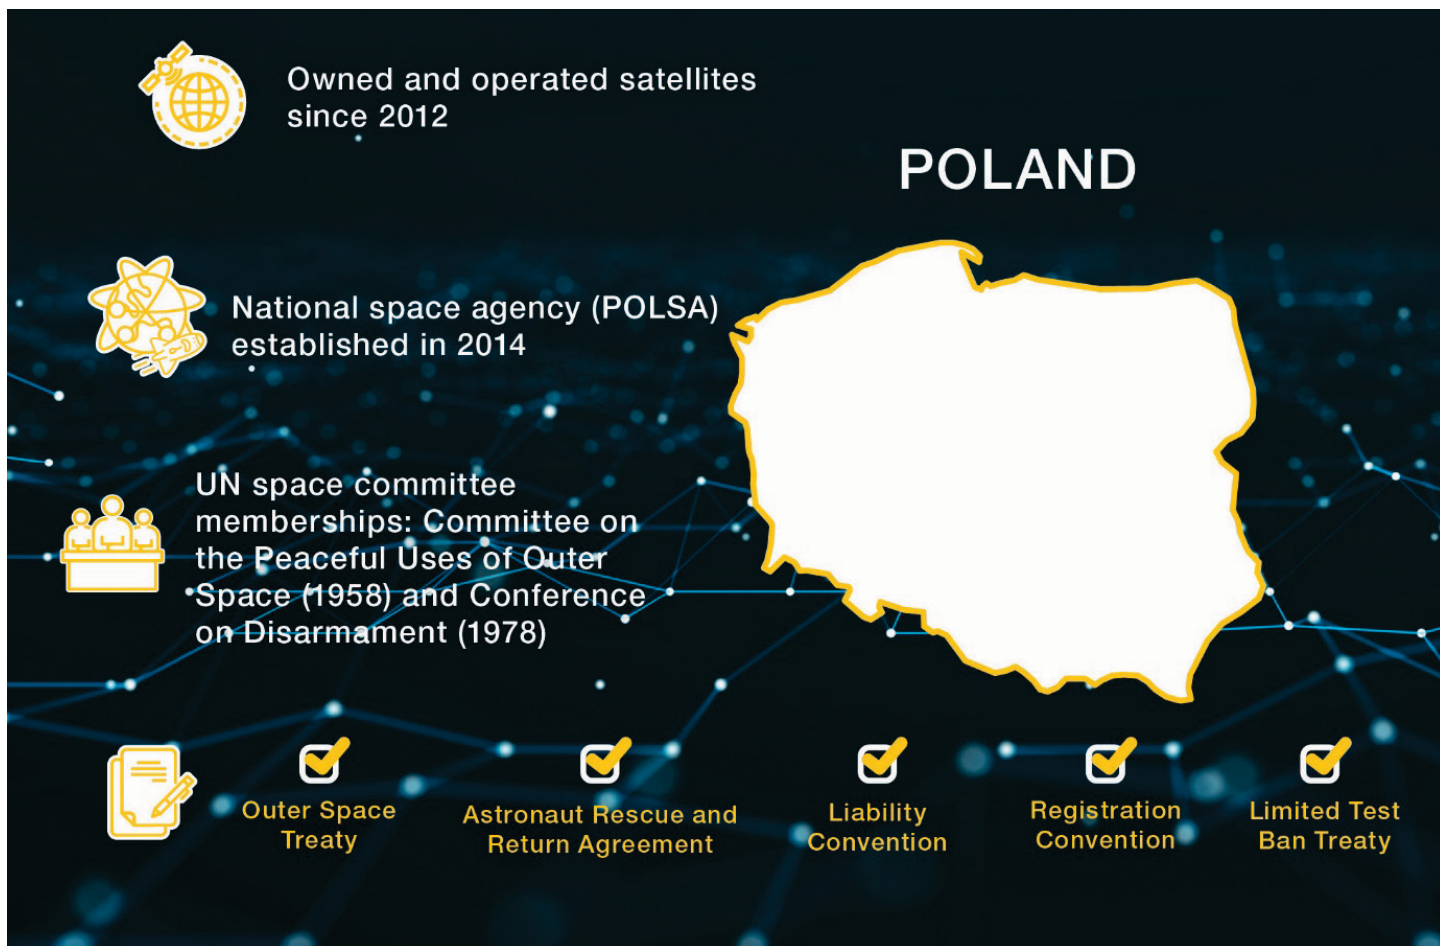 Owned and operated satellites
since 2012
POLAND
National space agency (POLSA)
established in 2014
UN space committee
memberships: Committee on
the Peaceful Uses of Outer
Space (1958) and Conference
on Disarmament (1978)
Outer Space
Treaty
Astronaut Rescue and
Return Agreement
Liability
Convention
Registration
Convention
Limited Test
Ban Treaty